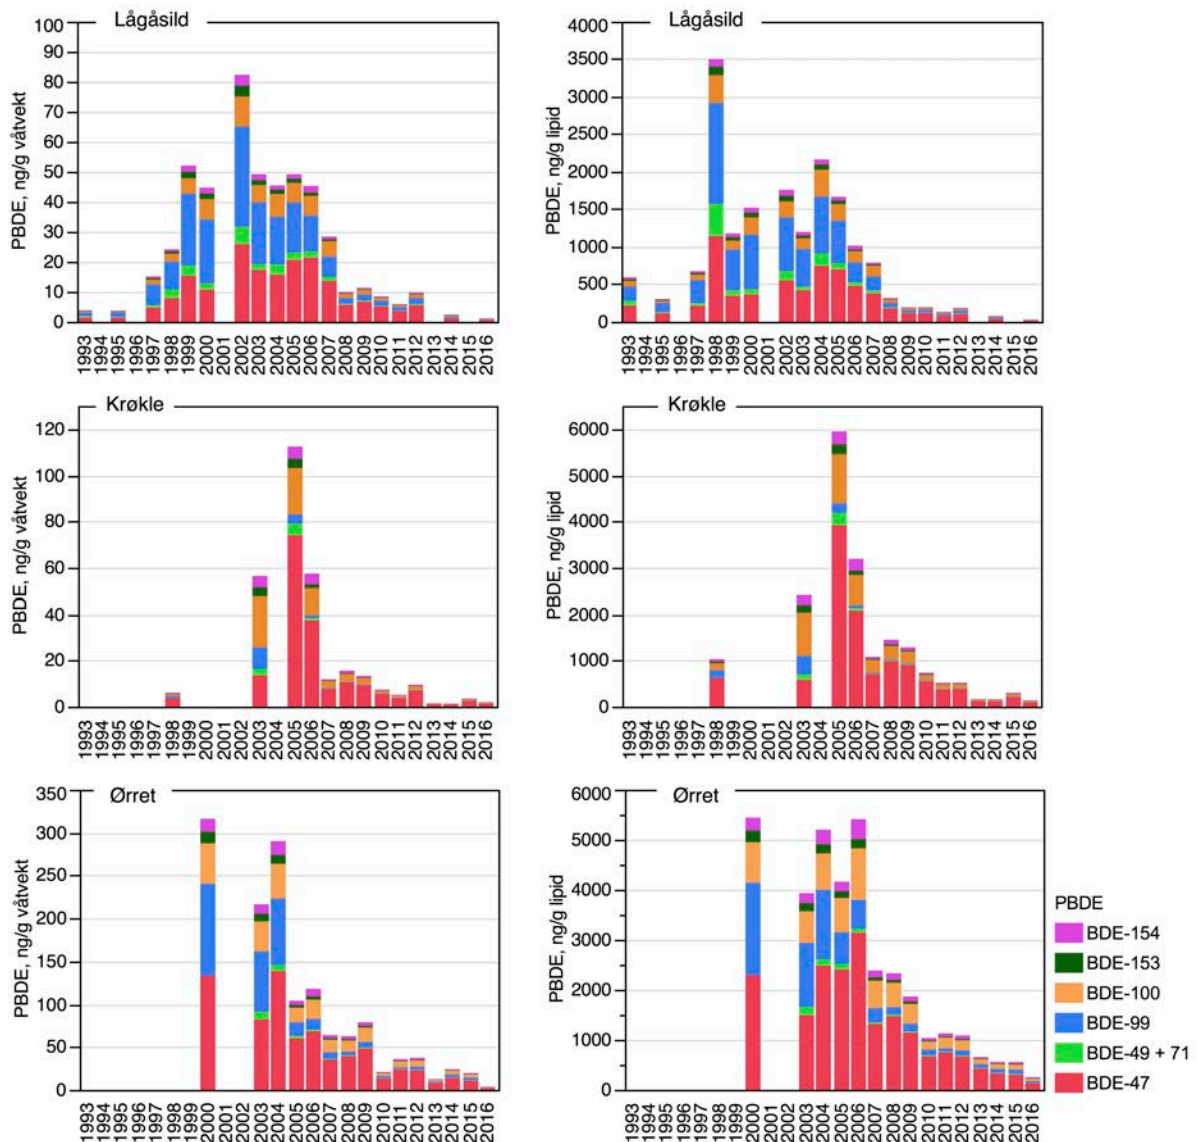 Lågåsild
PBDE, ng/g våtvekt
100
90
80
70
60
50
40
30
20
10
0
1993 1994 1995 1996 1997 1998 1999 2000 2001 2002 2003 2004 2005 2006 2007 2008 2009 2010 2011 2012 2013 2014 2015 2016
Lågåsild
PBDE, ng/g lipid
4000
3500
3000
2500
2000
1500
1000
500
0
1993 1994 1995 1996 1997 1998 1999 2000 2001 2002 2003 2004 2005 2006 2007 2008 2009 2010 2011 2012 2013 2014 2015 2016
Krøkle
PBDE, ng/g våtvekt
120
100
80
60
40
20
0
1993 1994 1995 1996 1997 1998 1999 2000 2001 2002 2003 2004 2005 2006 2007 2008 2009 2010 2011 2012 2013 2014 2015 2016
Krøkle
PBDE, ng/g lipid
6000
5000
4000
3000
2000
1000
0
1993 1994 1995 1996 1997 1998 1999 2000 2001 2002 2003 2004 2005 2006 2007 2008 2009 2010 2011 2012 2013 2014 2015 2016
Ørret
PBDE, ng/g våtvekt
350
300
250
200
150
100
50
0
1993 1994 1995 1996 1997 1998 1999 2000 2001 2002 2003 2004 2005 2006 2007 2008 2009 2010 2011 2012 2013 2014 2015 2016
Ørret
PBDE, ng/g lipid
6000
5000
4000
3000
2000
1000
0
1993 1994 1995 1996 1997 1998 1999 2000 2001 2002 2003 2004 2005 2006 2007 2008 2009 2010 2011 2012 2013 2014 2015 2016
PBDE
BDE-154
BDE-153
BDE-100
BDE-99
BDE-49 + 71
BDE-47